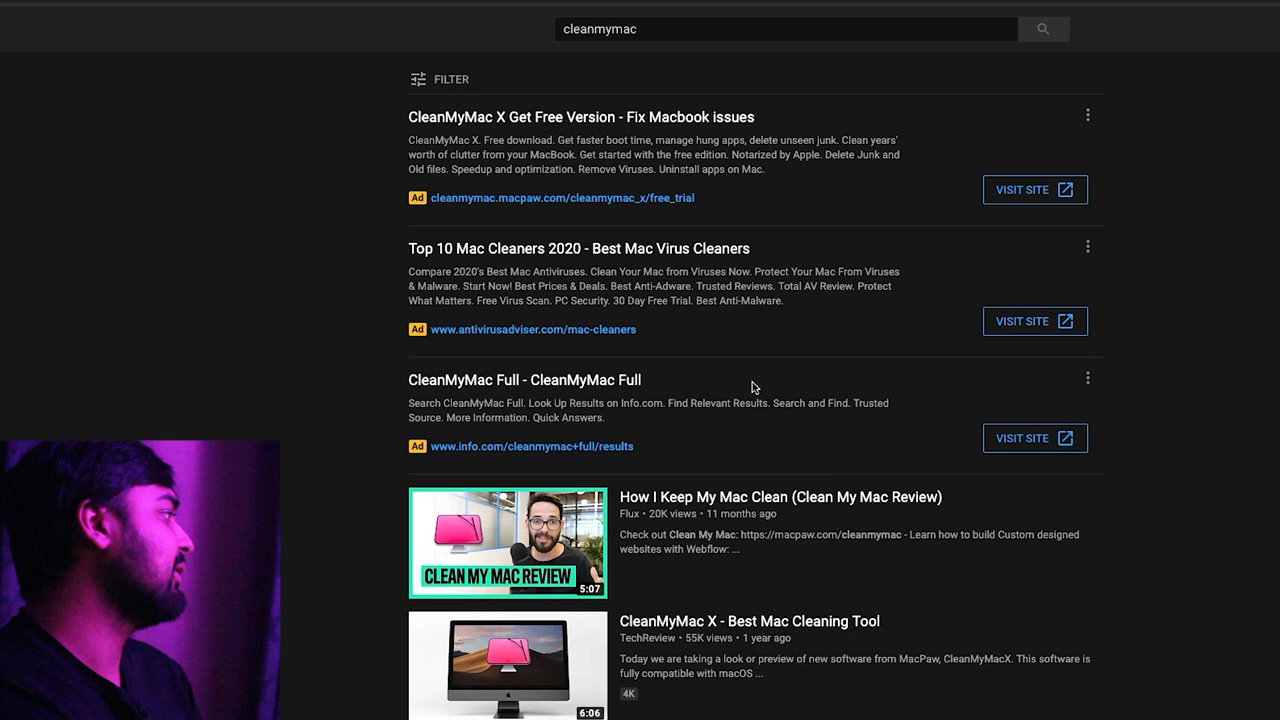 cleanmymac
FILTER
CleanMyMac X Get Free Version - Fix Macbook issues
CleanMyMac X. Free download. Get faster boot time, manage hung apps, delete unseen junk. Clean years'
worth of clutter from your MacBook. Get started with the free edition. Notarized by Apple. Delete Junk and
Old files. Speedup and optimization. Remove Viruses. Uninstall apps on Mac.
Ad cleanmymac.macpaw.com/cleanmymac_x/free_trial
VISIT SITE
Top 10 Mac Cleaners 2020 - Best Mac Virus Cleaners
Compare 2020's Best Mac Antiviruses. Clean Your Mac from Viruses Now. Protect Your Mac From Viruses
& Malware. Start Now! Best Prices & Deals. Best Anti-Adware. Trusted Reviews. Total AV Review. Protect
What Matters. Free Virus Scan. PC Security. 30 Day Free Trial. Best Anti-Malware.
Ad www.antivirusadviser.com/mac-cleaners
VISIT SITE
CleanMyMac Full - CleanMyMac Full
Search CleanMyMac Full. Look Up Results on Info.com. Find Relevant Results. Search and Find. Trusted
Source. More Information. Quick Answers.
Ad www.info.com/cleanmymac+full/results
VISIT SITE
CLEAN MY MAC REVIEW
5:07
How I Keep My Mac Clean (Clean My Mac Review)
Flux • 20K views • 11 months ago
Check out Clean My Mac: https://macpaw.com/cleanmymac - Learn how to build Custom designed
websites with Webflow: ...
6:06
CleanMyMac X - Best Mac Cleaning Tool
TechReview • 55K views • 1 year ago
Today we are taking a look or preview of new software from MacPaw, CleanMyMacX. This software is
fully compatible with macOS ...
4K